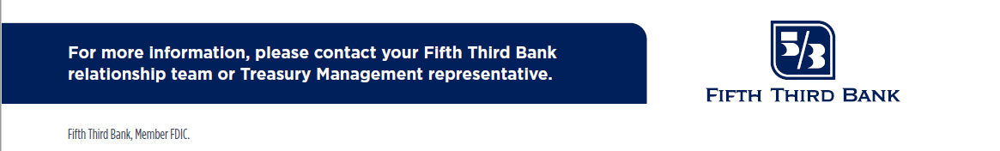 For more information, please contact your Fifth Third Bank
relationship team or Treasury Management representative.
5/3
FIFTH THIRD BANK
Fifth Third Bank, Member FDIC.